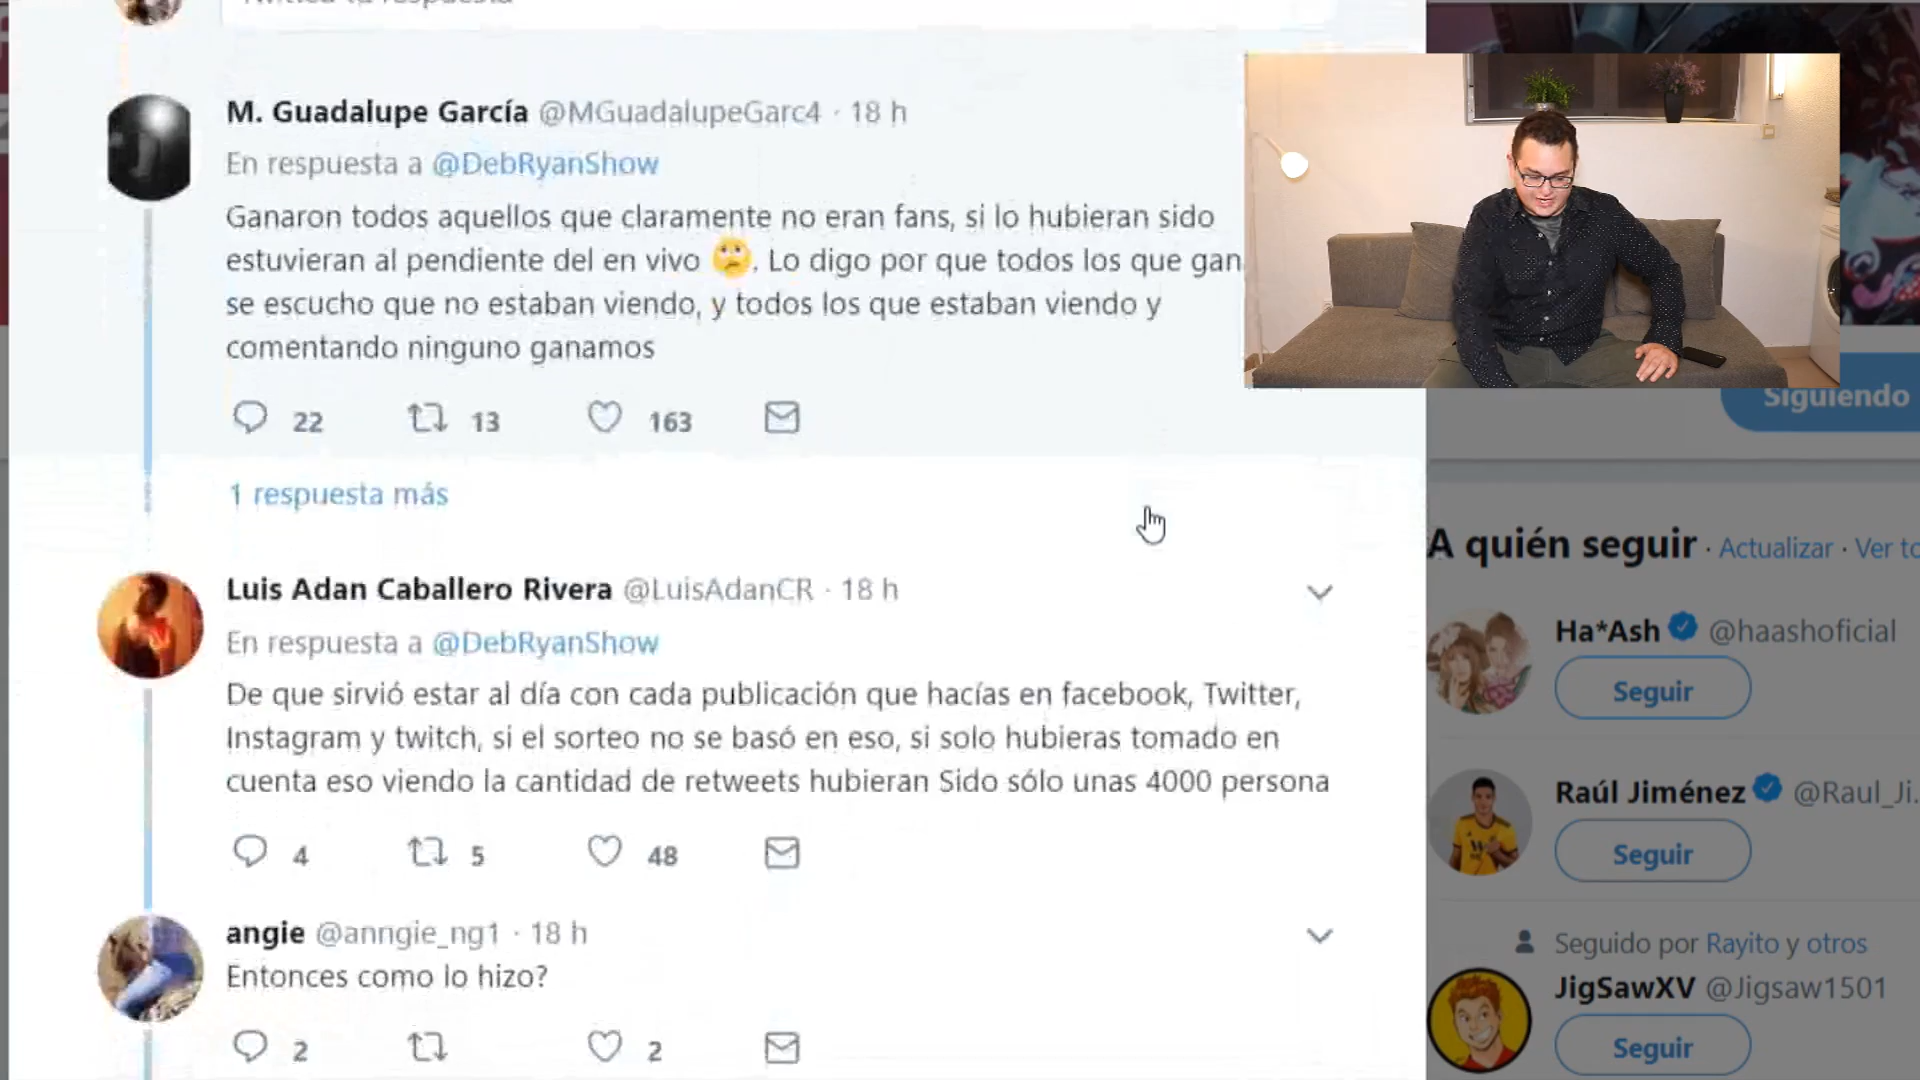 M. Guadalupe García @MGuadalupeGarc4 · 18 h
En respuesta a @DebRyanShow
Ganaron todos aquellos que claramente no eran fans, si lo hubieran sido
estuvieran al pendiente del en vivo 😟. Lo digo por que todos los que gan
se escucho que no estaban viendo, y todos los que estaban viendo y
comentando ninguno ganamos
22 13 163
1 respuesta más
Luis Adan Caballero Rivera @LuisAdanCR · 18 h
En respuesta a @DebRyanShow
De que sirvió estar al día con cada publicación que hacías en facebook, Twitter,
Instagram y twitch, si el sorteo no se basó en eso, si solo hubieras tomado en
cuenta eso viendo la cantidad de retweets hubieran Sido sólo unas 4000 persona
4 5 48
angie @anngie_ng1 · 18 h
Entonces como lo hizo?
2 2
Siguiendo
A quién seguir · Actualizar · Ver to
Ha*Ash @haashoficial
Seguir
Raúl Jiménez @Raul_Ji.
Seguir
Seguido por Rayito y otros
JigSawXV @Jigsaw1501
Seguir